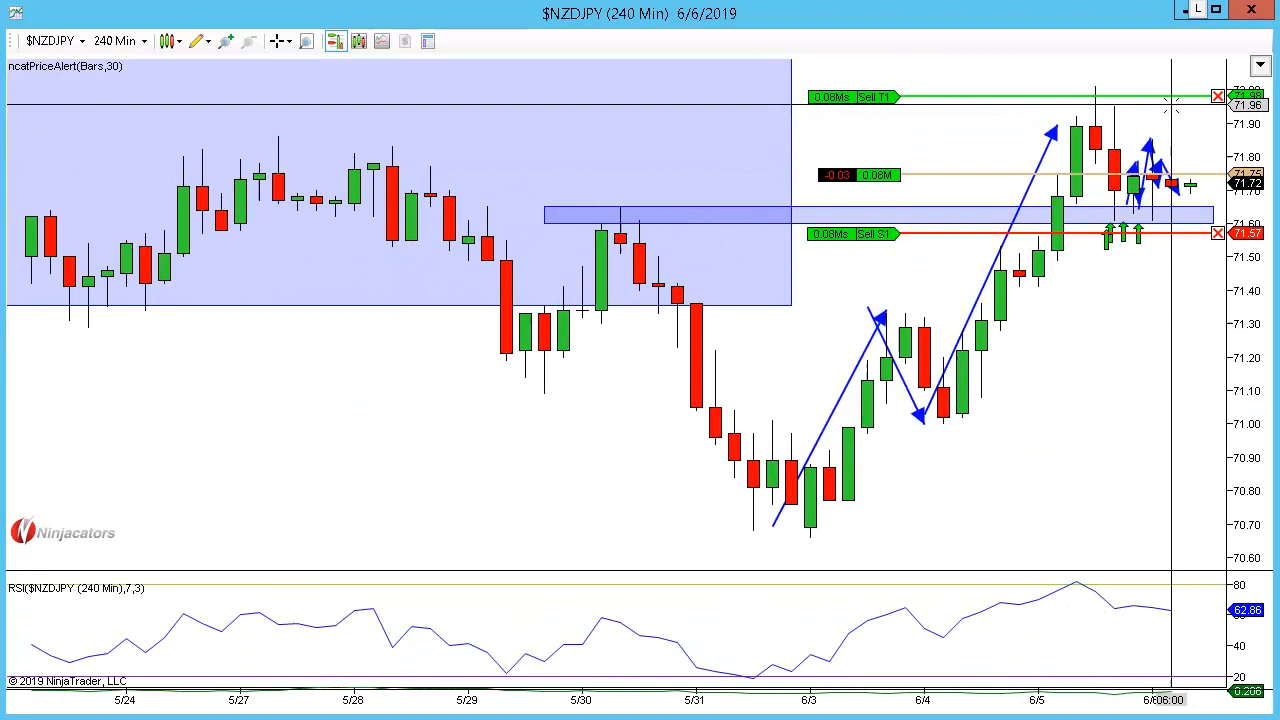 $NZDJPY (240 Min) 6/6/2019
L
$NZDJPY 240 Min
ncatPriceAlert(Bars,30)
0.08Ms Sell T1
71.98
71.96
71.90
71.80
-0.03 0.08M
71.75
71.72
71.60
0.08Ms Sell S1
71.57
71.50
71.40
71.30
71.20
71.10
71.00
70.90
70.80
70.70
70.60
Ninjacators
RSI($NZDJPY (240 Min),7,3)
80
62.86
40
20
© 2019 NinjaTrader, LLC
0.206
5/24 5/27 5/28 5/29 5/30 5/31 6/3 6/4 6/5 06:00